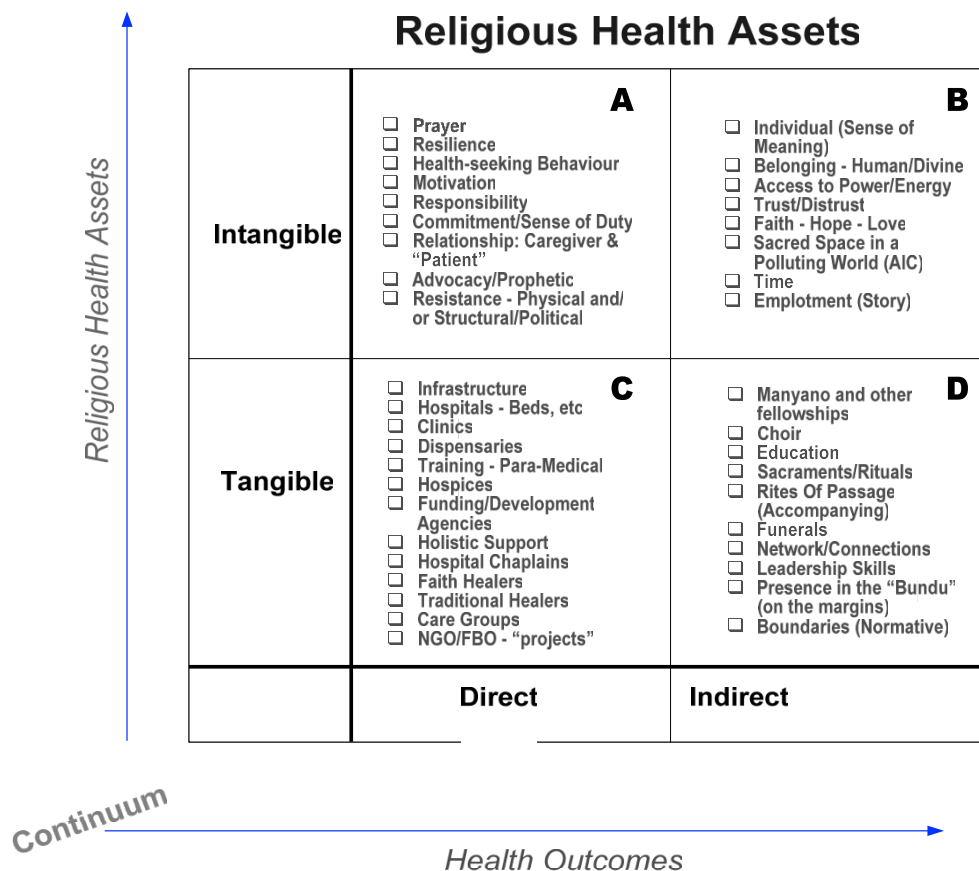 Religious Health Assets
Religious Health Assets
Intangible
A
❑ Prayer
❑ Resilience
❑ Health-seeking Behaviour
❑ Motivation
❑ Responsibility
❑ Commitment/Sense of Duty
❑ Relationship: Caregiver &
“Patient”
❑ Advocacy/Prophetic
❑ Resistance - Physical and/
or Structural/Political
B
❑ Individual (Sense of
Meaning)
❑ Belonging - Human/Divine
❑ Access to Power/Energy
❑ Trust/Distrust
❑ Faith - Hope - Love
❑ Sacred Space in a
Polluting World (AIC)
❑ Time
❑ Emplotment (Story)
Tangible
C
❑ Infrastructure
❑ Hospitals - Beds, etc
❑ Clinics
❑ Dispensaries
❑ Training - Para-Medical
❑ Hospices
❑ Funding/Development
Agencies
❑ Holistic Support
❑ Hospital Chaplains
❑ Faith Healers
❑ Traditional Healers
❑ Care Groups
❑ NGO/FBO - “projects”
D
❑ Manyano and other
fellowships
❑ Choir
❑ Education
❑ Sacraments/Rituals
❑ Rites Of Passage
(Accompanying)
❑ Funerals
❑ Network/Connections
❑ Leadership Skills
❑ Presence in the “Bundu”
(on the margins)
❑ Boundaries (Normative)
Direct
Indirect
Continuum
Health Outcomes